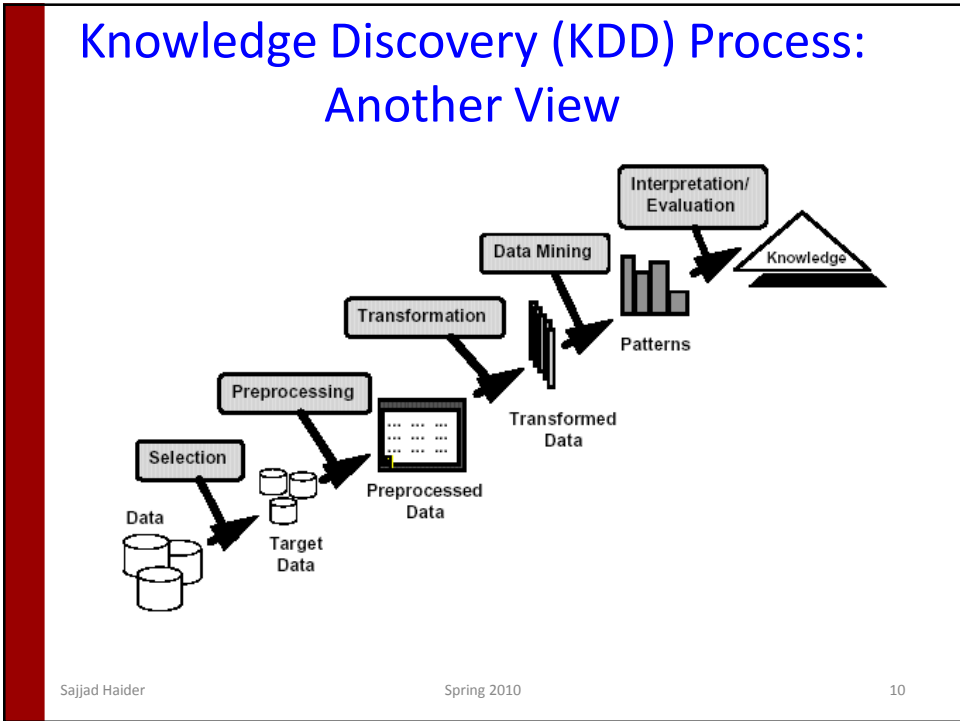 Knowledge Discovery (KDD) Process:
Another View
Interpretation/
Evaluation
Knowledge
Data Mining
Patterns
Transformation
Transformed
Data
Preprocessing
... ... ...
... ... ...
... ... ...
Preprocessed
Data
Selection
Target
Data
Data
Sajjad Haider
Spring 2010
10